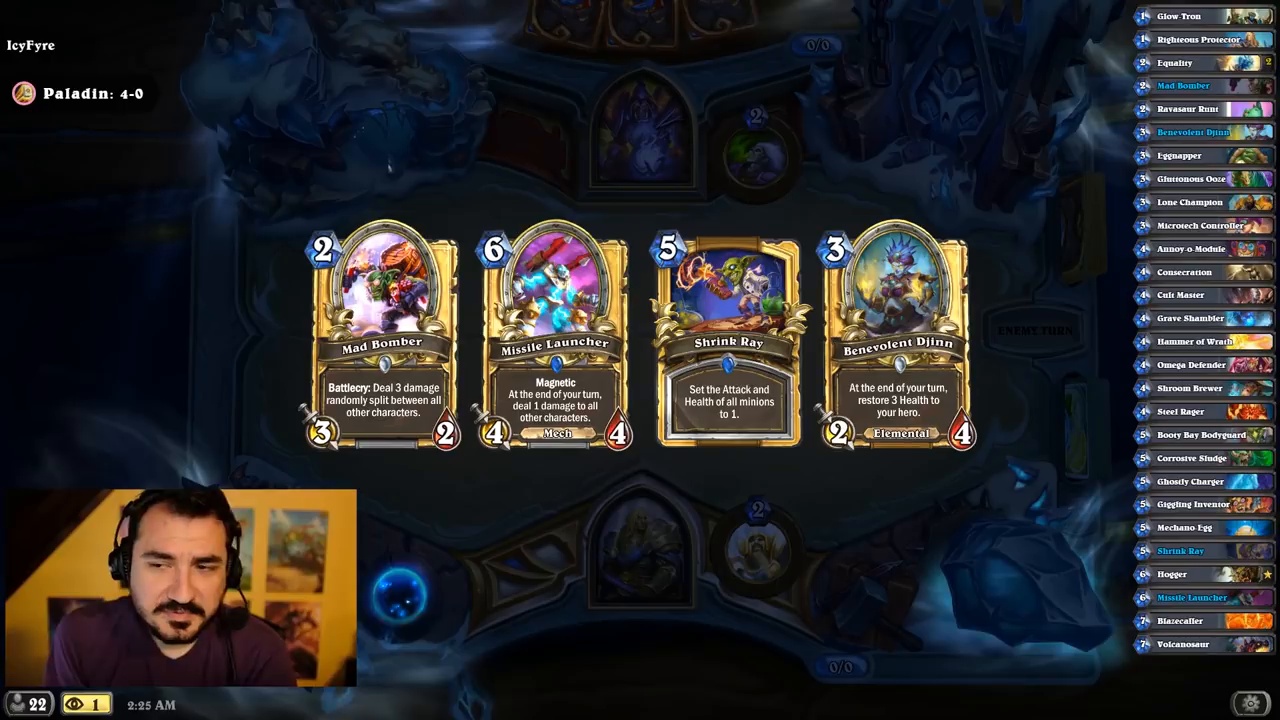 IcyFyre
Paladin: 4-0
0/0
2
2
Mad Bomber
Battlecry: Deal 3 damage
randomly split between all
other characters.
3
2
6
Missile Launcher
Magnetic
At the end of your turn,
deal 1 damage to all
other characters.
Mech
4
4
5
Shrink Ray
Set the Attack and
Health of all minions
to 1.
3
Benevolent Djinn
At the end of your turn,
restore 3 Health to
your hero.
Elemental
2
4
ENEMY TURN
2
0/0
1 Glow-Tron
1 Righteous Protector
2 Equality 2
2 Mad Bomber
2 Ravasaur Runt
3 Benevolent Djinn
3 Eggnapper
3 Gluttonous Ooze
3 Lone Champion
3 Microtech Controller
4 Annoy-o-Module
4 Consecration
4 Cult Master
4 Grave Shambler
4 Hammer of Wrath
4 Omega Defender
4 Shroom Brewer
4 Steel Rager
5 Booty Bay Bodyguard
5 Corrosive Sludge
5 Ghostly Charger
5 Giggling Inventor
5 Mechano-Egg
5 Shrink Ray
6 Hogger
6 Missile Launcher
7 Blazecaller
7 Volcanosaur
22
1
2:25 AM